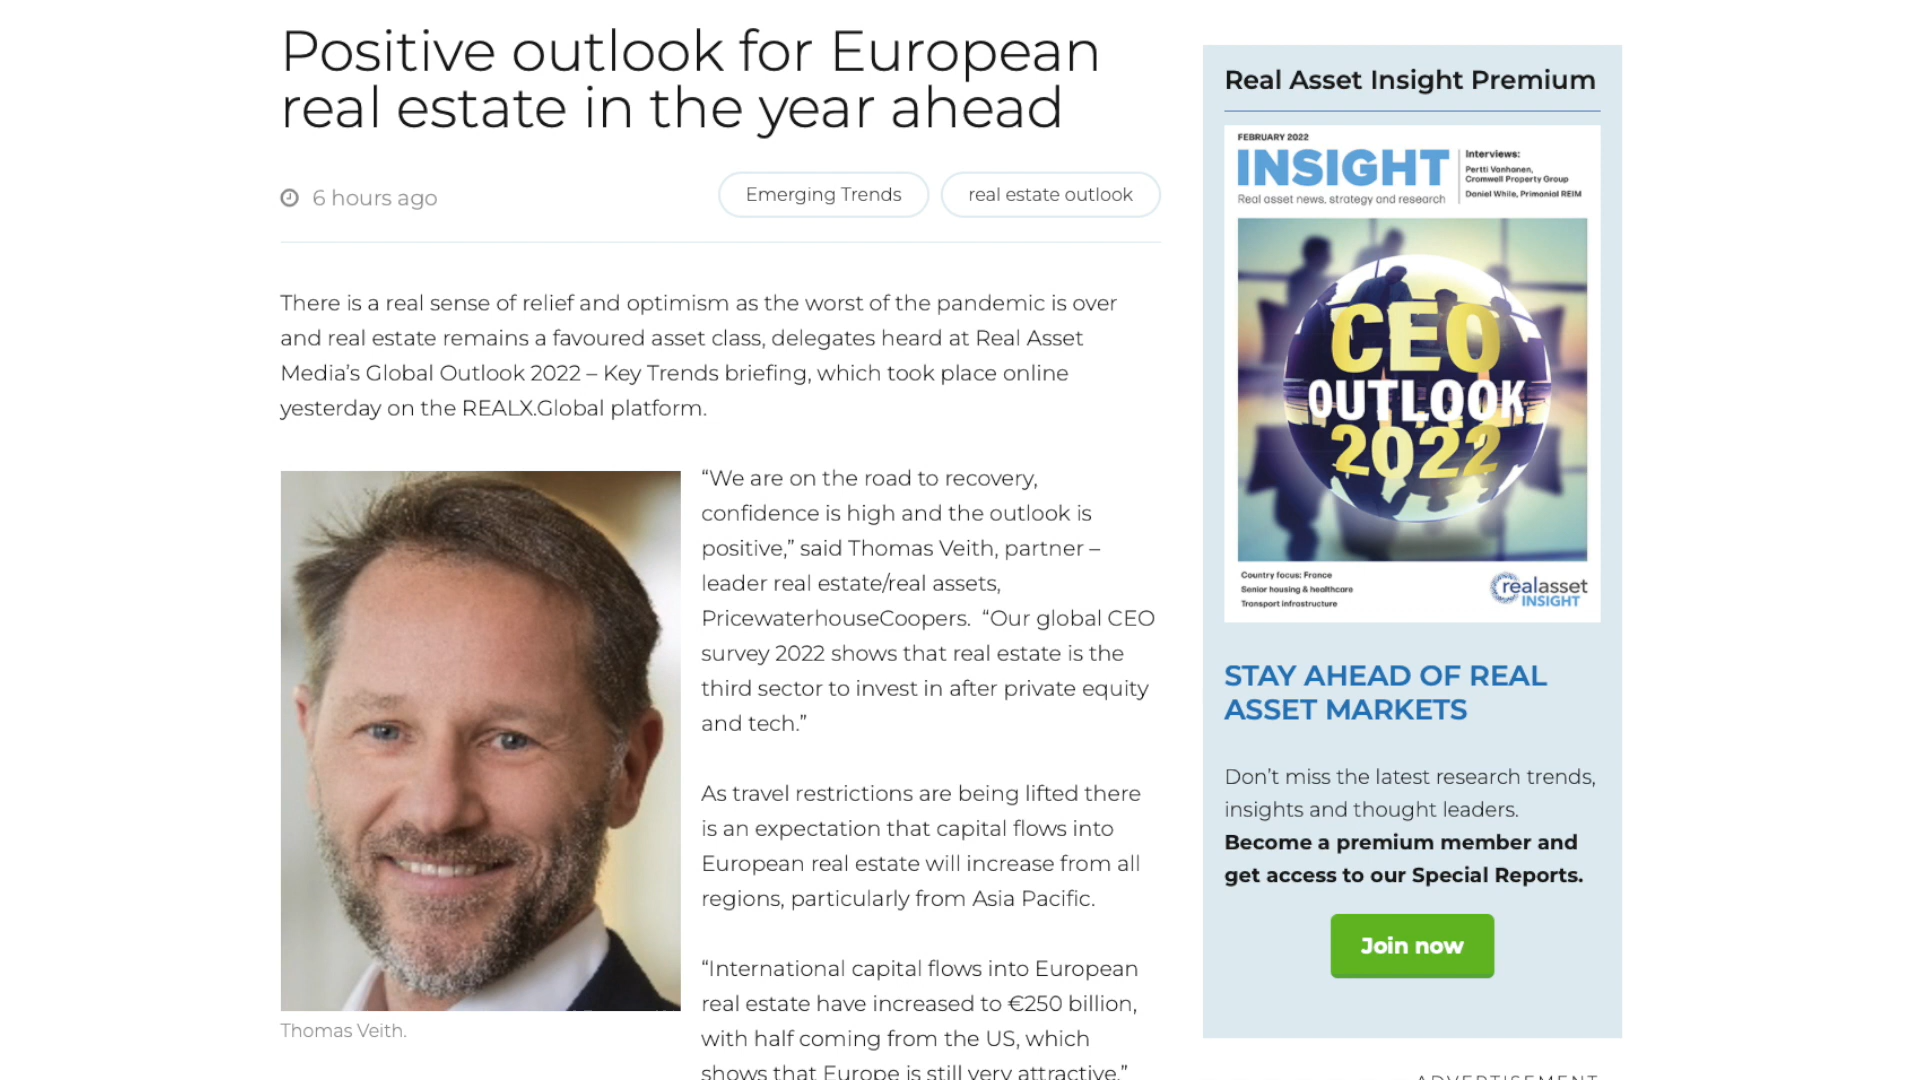 Positive outlook for European
real estate in the year ahead
6 hours ago
Emerging Trends
real estate outlook
There is a real sense of relief and optimism as the worst of the pandemic is over
and real estate remains a favoured asset class, delegates heard at Real Asset
Media’s Global Outlook 2022 – Key Trends briefing, which took place online
yesterday on the REALX.Global platform.
“We are on the road to recovery,
confidence is high and the outlook is
positive,” said Thomas Veith, partner –
leader real estate/real assets,
PricewaterhouseCoopers.  “Our global CEO
survey 2022 shows that real estate is the
third sector to invest in after private equity
and tech.”
As travel restrictions are being lifted there
is an expectation that capital flows into
European real estate will increase from all
regions, particularly from Asia Pacific.
“International capital flows into European
real estate have increased to €250 billion,
with half coming from the US, which
shows that Europe is still very attractive.”
Thomas Veith.
Real Asset Insight Premium
FEBRUARY 2022
INSIGHT
Real asset news, strategy and research
Interviews:
Pertti Vanhanen,
Cromwell Property Group
Daniel While, Primonial REIM
CEO
OUTLOOK
2022
Country focus: France
Senior housing & healthcare
Transport infrastructure
realasset
INSIGHT
STAY AHEAD OF REAL
ASSET MARKETS
Don’t miss the latest research trends,
insights and thought leaders.
Become a premium member and
get access to our Special Reports.
Join now
ADVERTISEMENT